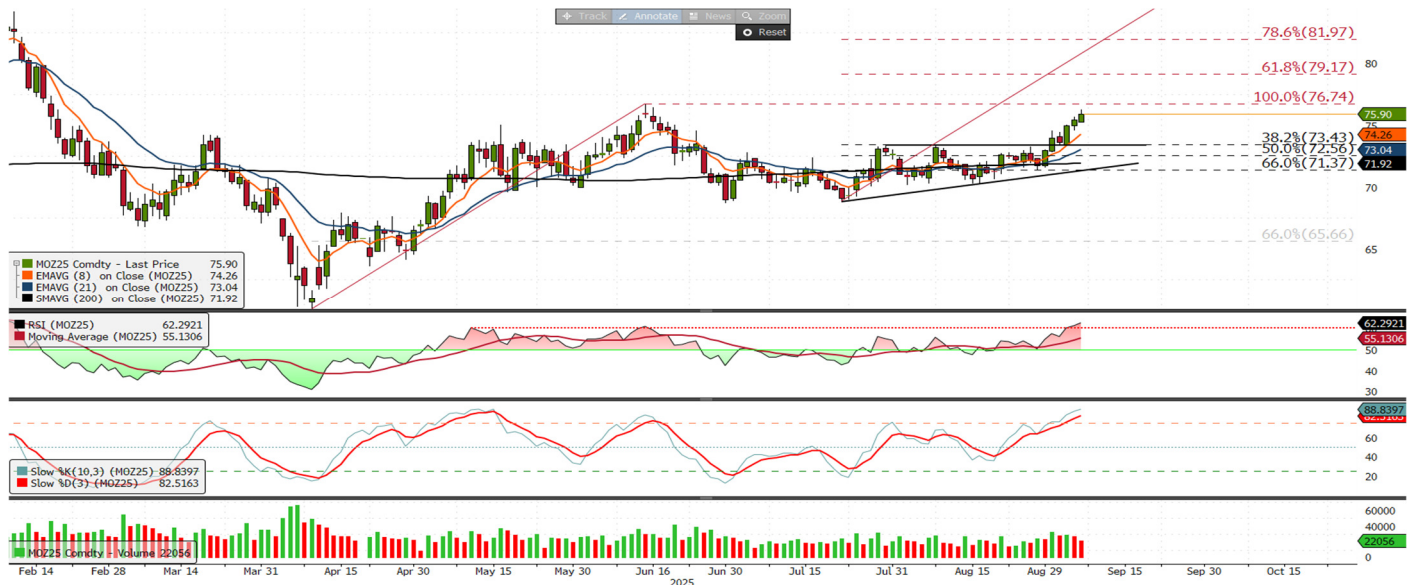 Track Annotate News Zoom
Reset
78.6%(81.97)
61.8%(79.17)
100.0%(76.74)
38.2%(73.43)
50.0%(72.56)
66.0%(71.37)
66.0%(65.66)
80
75
70
65
75.90
74.26
73.04
71.92
MOZ25 Comdty - Last Price 75.90
EMAVG (8) on Close (MOZ25) 74.26
EMAVG (21) on Close (MOZ25) 73.04
SMAVG (200) on Close (MOZ25) 71.92
RSI (MOZ25) 62.2921
Moving Average (MOZ25) 55.1306
62.2921
55.1306
50
40
30
Slow %K(10,3) (MOZ25) 88.8397
Slow %D(3) (MOZ25) 82.5163
88.8397
82.5163
60
40
20
MOZ25 Comdty - Volume 22056
60000
40000
22056
0
Feb 14 Feb 28 Mar 14 Mar 31 Apr 15 Apr 30 May 15 May 30 Jun 16 Jun 30 Jul 15 Jul 31 Aug 15 Aug 29 Sep 15 Sep 30 Oct 15
2025